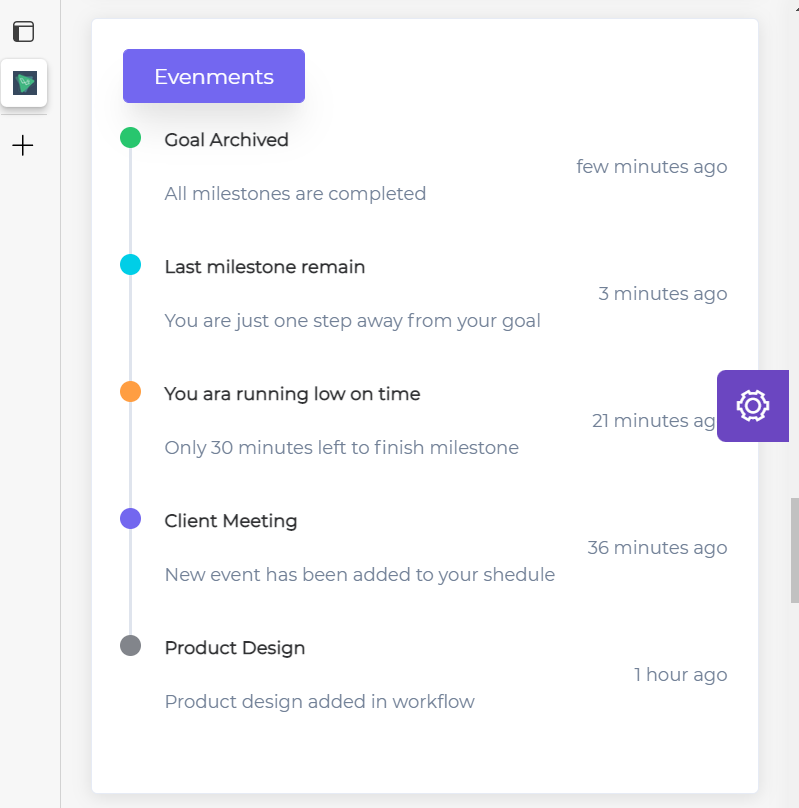 Evenments
Goal Archived
few minutes ago
All milestones are completed
Last milestone remain
3 minutes ago
You are just one step away from your goal
You ara running low on time
21 minutes ag
Only 30 minutes left to finish milestone
Client Meeting
36 minutes ago
New event has been added to your shedule
Product Design
1 hour ago
Product design added in workflow